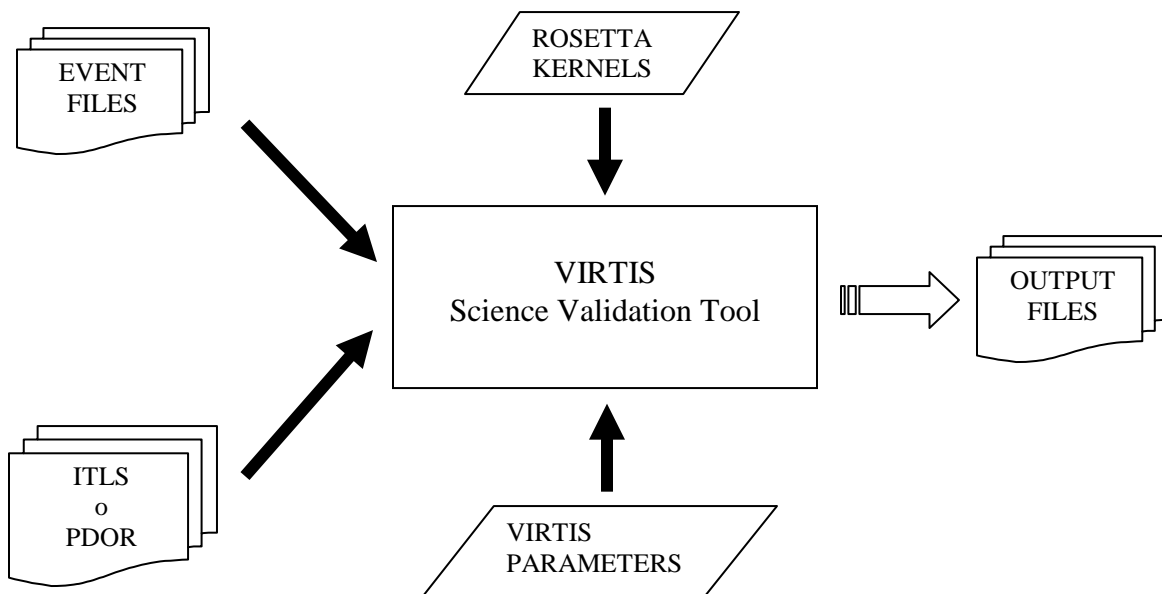 EVENT
FILES
ROSETTA
KERNELS
VIRTIS
Science Validation Tool
OUTPUT
FILES
ITLS
o
PDOR
VIRTIS
PARAMETERS